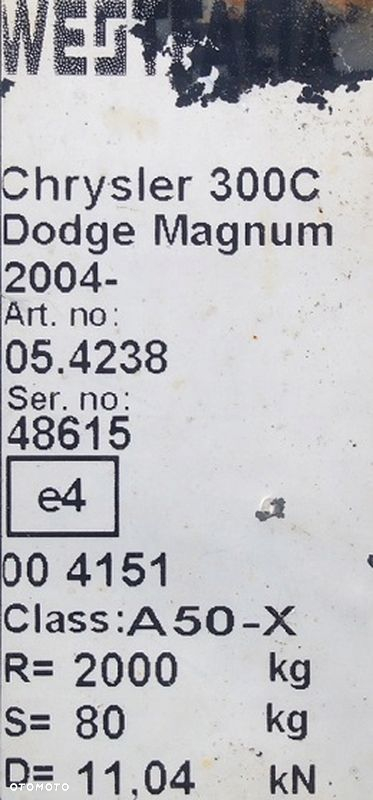 Chrysler 300C
Dodge Magnum
2004-
Art. no:
05.4238
Ser. no:
48615
e4
00 4151
Class:A50-X
R= 2000 kg
S= 80 kg
D= 11,04 kN
OTOMOTO